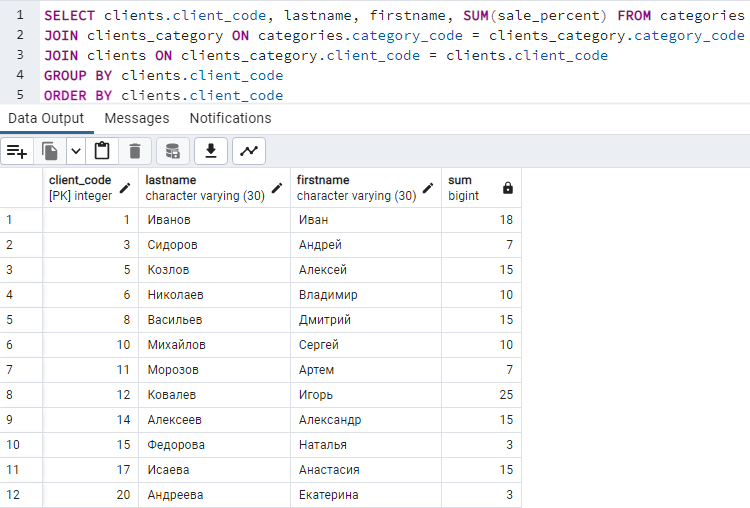 1 SELECT clients.client_code, lastname, firstname, SUM(sale_percent) FROM categories
2 JOIN clients_category ON categories.category_code = clients_category.category_code
3 JOIN clients ON clients_category.client_code = clients.client_code
4 GROUP BY clients.client_code
5 ORDER BY clients.client_code
Data Output Messages Notifications
client_code lastname firstname sum
[PK] integer character varying (30) character varying (30) bigint
1 1 Иванов Иван 18
2 3 Сидоров Андрей 7
3 5 Козлов Алексей 15
4 6 Николаев Владимир 10
5 8 Васильев Дмитрий 15
6 10 Михайлов Сергей 10
7 11 Морозов Артем 7
8 12 Ковалев Игорь 25
9 14 Алексеев Александр 15
10 15 Федорова Наталья 3
11 17 Исаева Анастасия 15
12 20 Андреева Екатерина 3